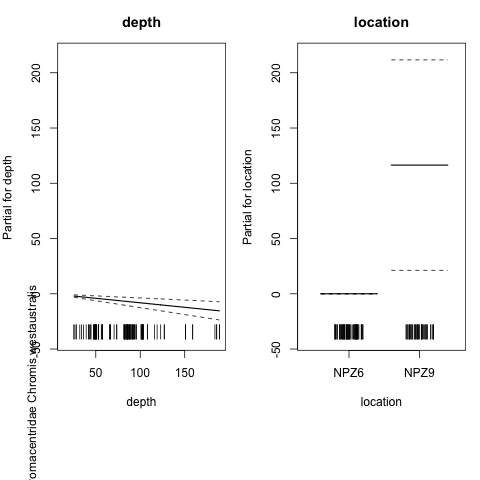 depth
location
Partial for depth
200
150
100
50
0
-50
50
100
150
depth
omacentridae Chromis westaustralis
Partial for location
200
150
100
50
0
-50
NPZ6
NPZ9
location